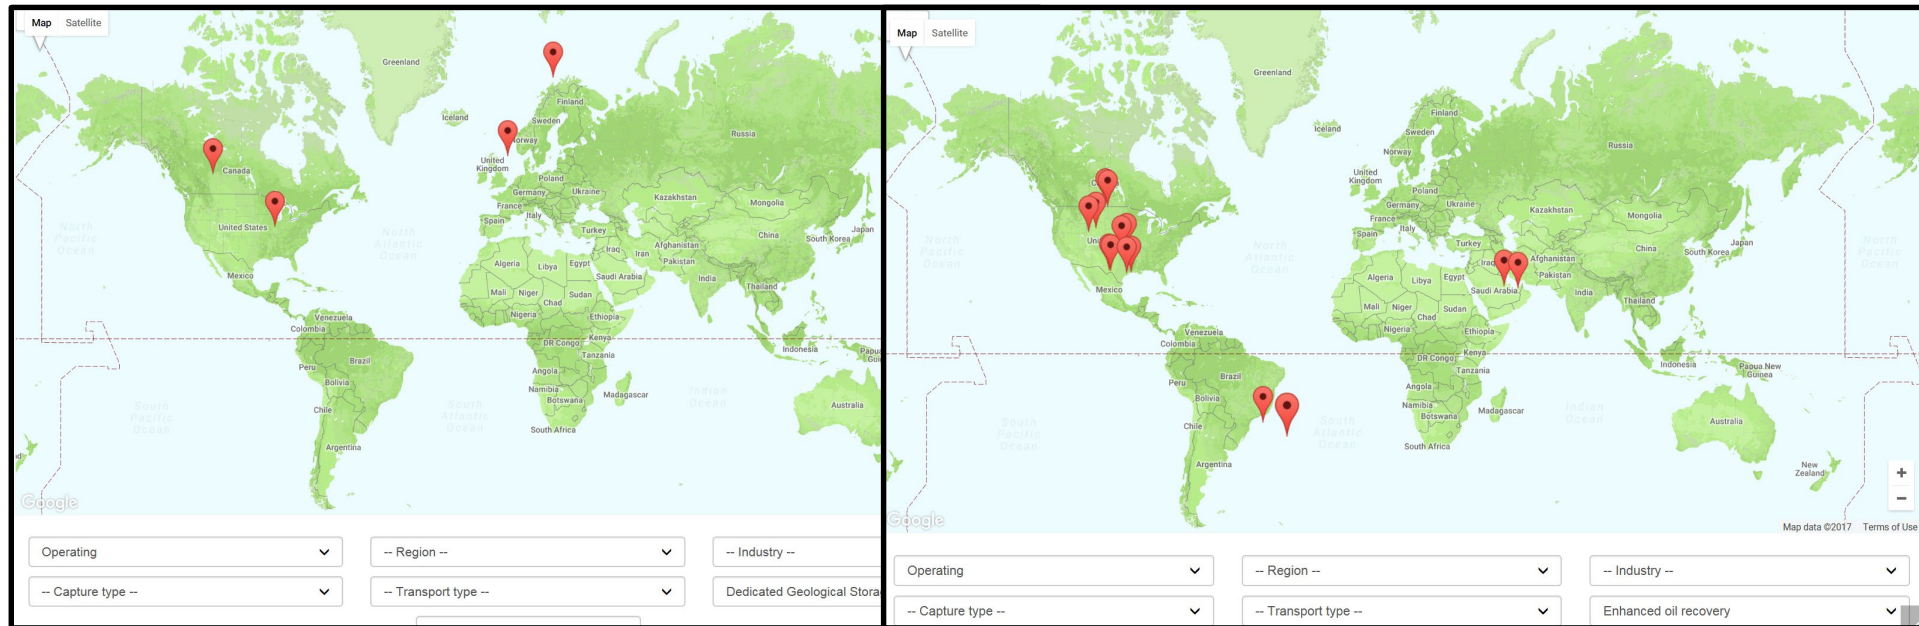 Map Satellite
Greenland
Iceland
Finland
Sweden
Norway
Russia
Canada
United
Kingdom
Poland
Germany
Ukraine
France
Kazakhstan
Mongolia
Italy
Spain
United States
North
Pacific
Ocean
North
Atlantic
Ocean
Turkey
China
South Korea
Japan
Iraq
Iran
Afghanistan
Pakistan
Algeria
Libya
Egypt
Saudi Arabia
India
Mexico
Mali
Niger
Chad
Sudan
Thailand
Nigeria
Ethiopia
Venezuela
Colombia
DR Congo
Kenya
Tanzania
Indonesia
Papua
Brazil
Peru
Bolivia
Angola
Namibia
Botswana
Madagascar
South
Pacific
Ocean
South
Atlantic
Ocean
Indian
Ocean
Australia
Chile
South Africa
Argentina
Google
Operating
-- Region --
-- Industry --
-- Capture type --
-- Transport type --
Dedicated Geological Stora
Map Satellite
Greenland
Iceland
Finland
Sweden
Norway
Russia
United
Kingdom
Poland
Germany
Ukraine
France
Kazakhstan
Mongolia
Italy
Spain
North
Pacific
Ocean
North
Atlantic
Ocean
North
Pacific
Ocean
Turkey
China
South Korea
Japan
Iraq
Afghanistan
Pakistan
Algeria
Libya
Egypt
Saudi Arabia
India
Mexico
Mali
Niger
Chad
Sudan
Thailand
Nigeria
Ethiopia
Venezuela
Colombia
DR Congo
Kenya
Tanzania
Indonesia
Papua New
Guinea
Brazil
Peru
Bolivia
Angola
Namibia
Botswana
Madagascar
South
Pacific
Ocean
South
Atlantic
Ocean
Indian
Ocean
Australia
Chile
South Africa
Argentina
New
Zealand
+
−
Google
Map data ©2017 Terms of Use
Operating
-- Region --
-- Industry --
-- Capture type --
-- Transport type --
Enhanced oil recovery